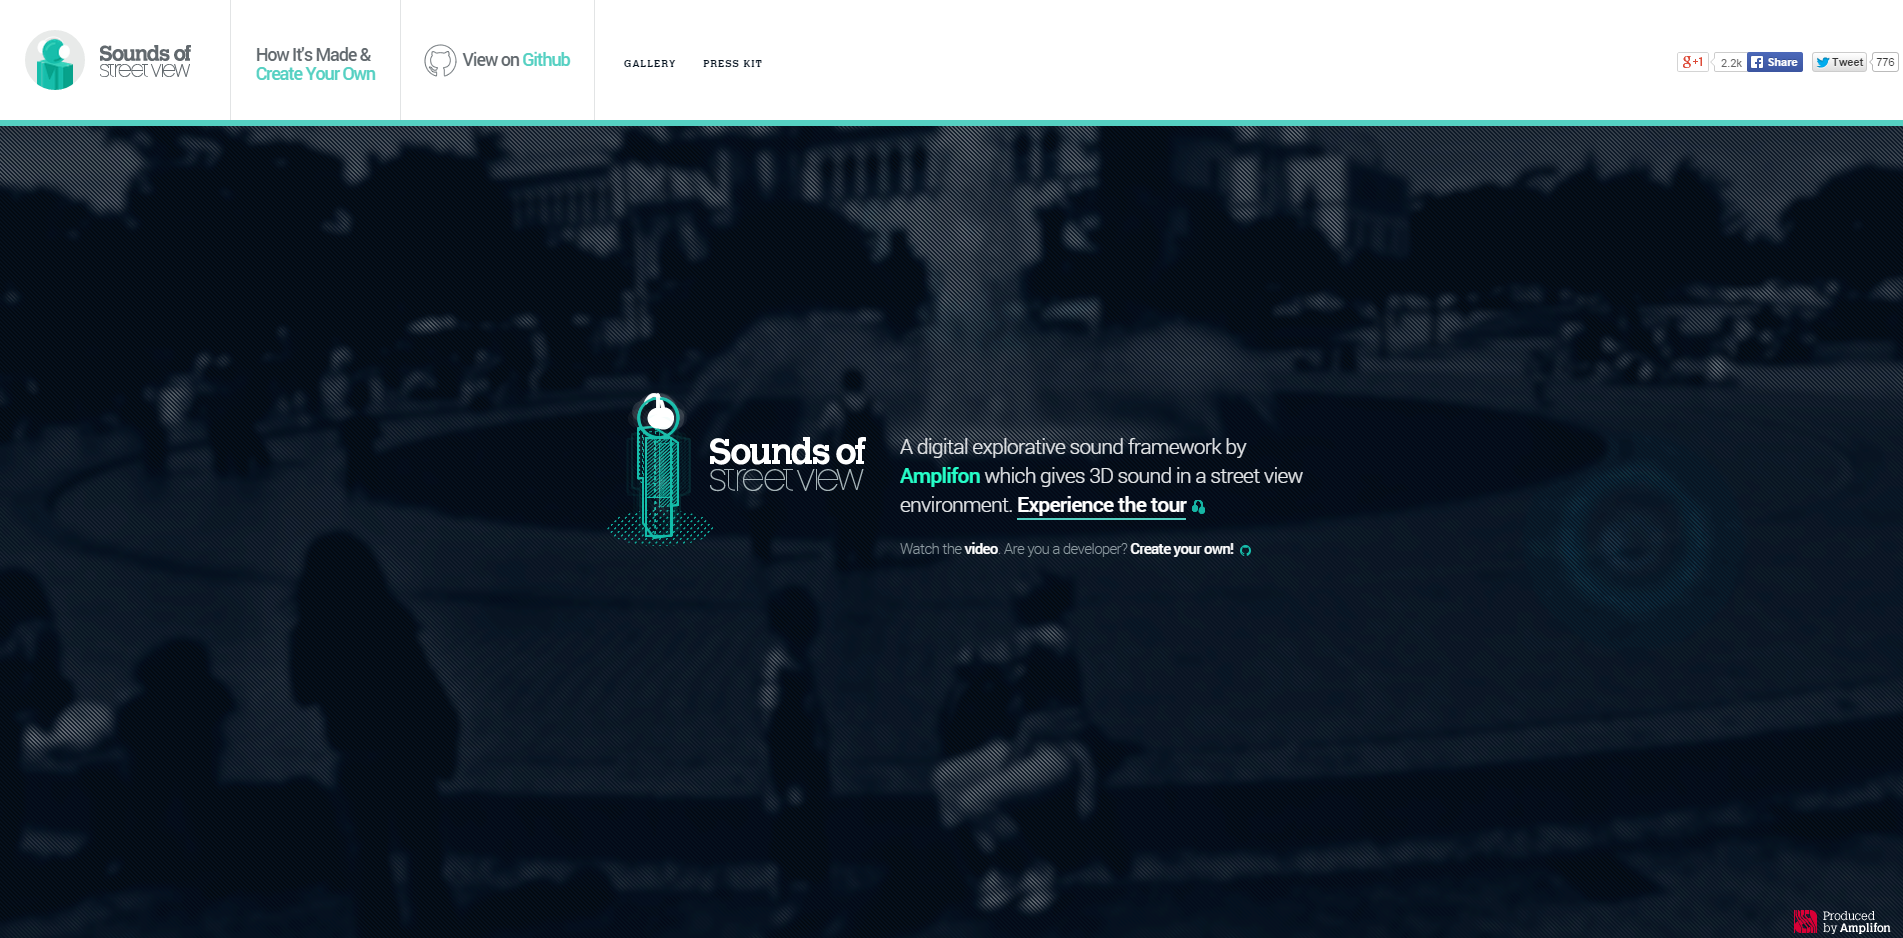 Sounds of
street view
How It's Made &
Create Your Own
View on Github
GALLERY
PRESS KIT
g+1
2.2k
Share
Tweet
776
Sounds of
street view
A digital explorative sound framework by
Amplifon which gives 3D sound in a street view
environment. Experience the tour
Watch the video. Are you a developer? Create your own!
Produced
by Amplifon